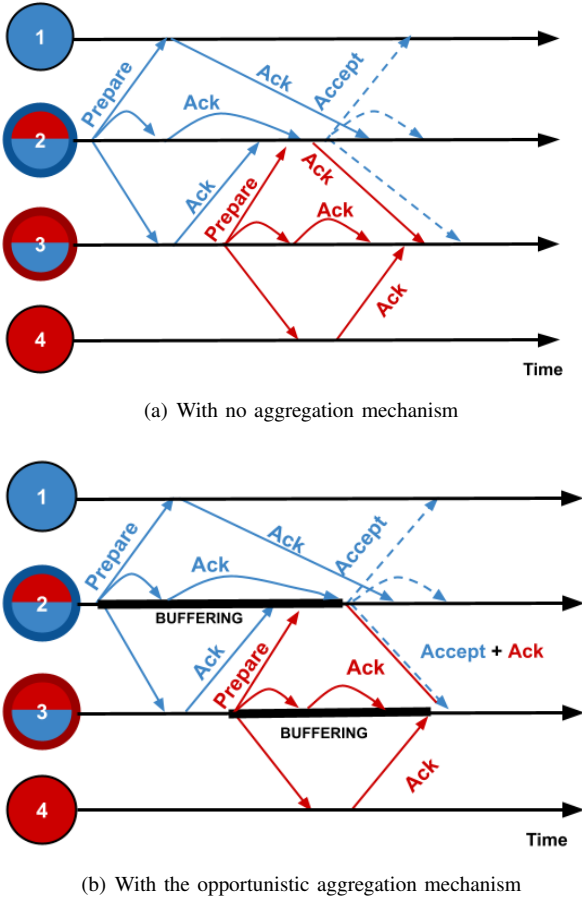 1
Prepare
Ack
Accept
Ack
2
Ack
Prepare
Ack
Ack
3
Ack
4
Time
(a) With no aggregation mechanism
1
Prepare
Ack
Accept
Ack
2
BUFFERING
Ack
Prepare
Accept + Ack
Ack
3
BUFFERING
Ack
4
Time
(b) With the opportunistic aggregation mechanism